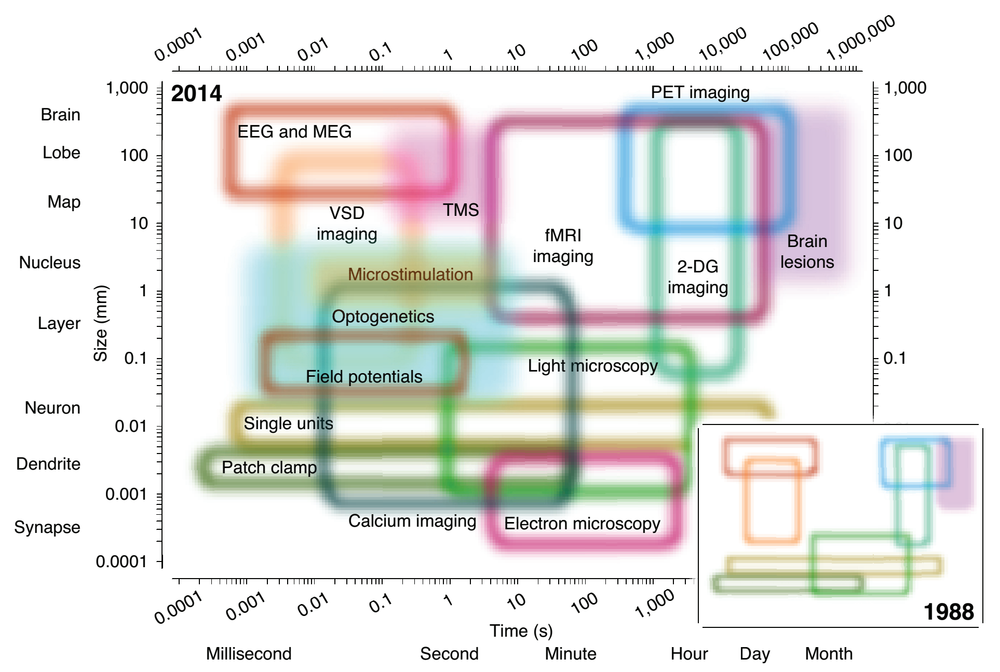 0.0001 0.001 0.01 0.1 1 10 100 1,000 10,000 100,000 1,000,000
2014
PET imaging
1,000
1,000
Brain
EEG and MEG
Lobe
100
100
Map
VSD
imaging
TMS
10
10
fMRI
imaging
Brain
lesions
Nucleus
Microstimulation
2-DG
imaging
1
1
Size (mm)
Layer
Optogenetics
0.1
0.1
Field potentials
Light microscopy
Neuron
Single units
0.01
Dendrite
Patch clamp
0.001
Calcium imaging
Electron microscopy
Synapse
0.0001
1988
0.0001 0.001 0.01 0.1 1 10 100 1,000
Time (s)
Millisecond Second Minute Hour Day Month